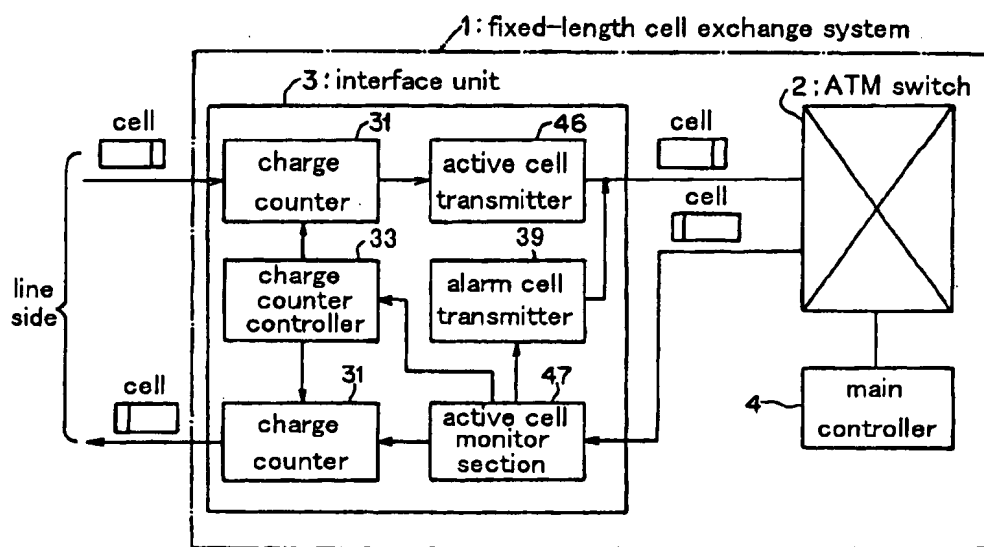 1: fixed-length cell exchange system
3: interface unit
2: ATM switch
cell
31
charge
counter
46
active cell
transmitter
cell
cell
33
charge
counter
controller
39
alarm cell
transmitter
line
side
cell
31
charge
counter
47
active cell
monitor
section
4
main
controller